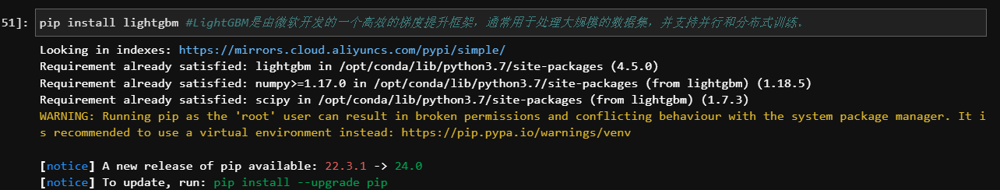 51]: pip install lightgbm #LightGBM是由微软开发的一个高效的梯度提升框架，通常用于处理大规模的数据集，并支持并行和分布式训练。
Looking in indexes: https://mirrors.cloud.aliyuncs.com/pypi/simple/
Requirement already satisfied: lightgbm in /opt/conda/lib/python3.7/site-packages (4.5.0)
Requirement already satisfied: numpy>=1.17.0 in /opt/conda/lib/python3.7/site-packages (from lightgbm) (1.18.5)
Requirement already satisfied: scipy in /opt/conda/lib/python3.7/site-packages (from lightgbm) (1.7.3)
WARNING: Running pip as the 'root' user can result in broken permissions and conflicting behaviour with the system package manager. It i
s recommended to use a virtual environment instead: https://pip.pypa.io/warnings/venv
[notice] A new release of pip available: 22.3.1 -> 24.0
[notice] To update, run: pip install --upgrade pip